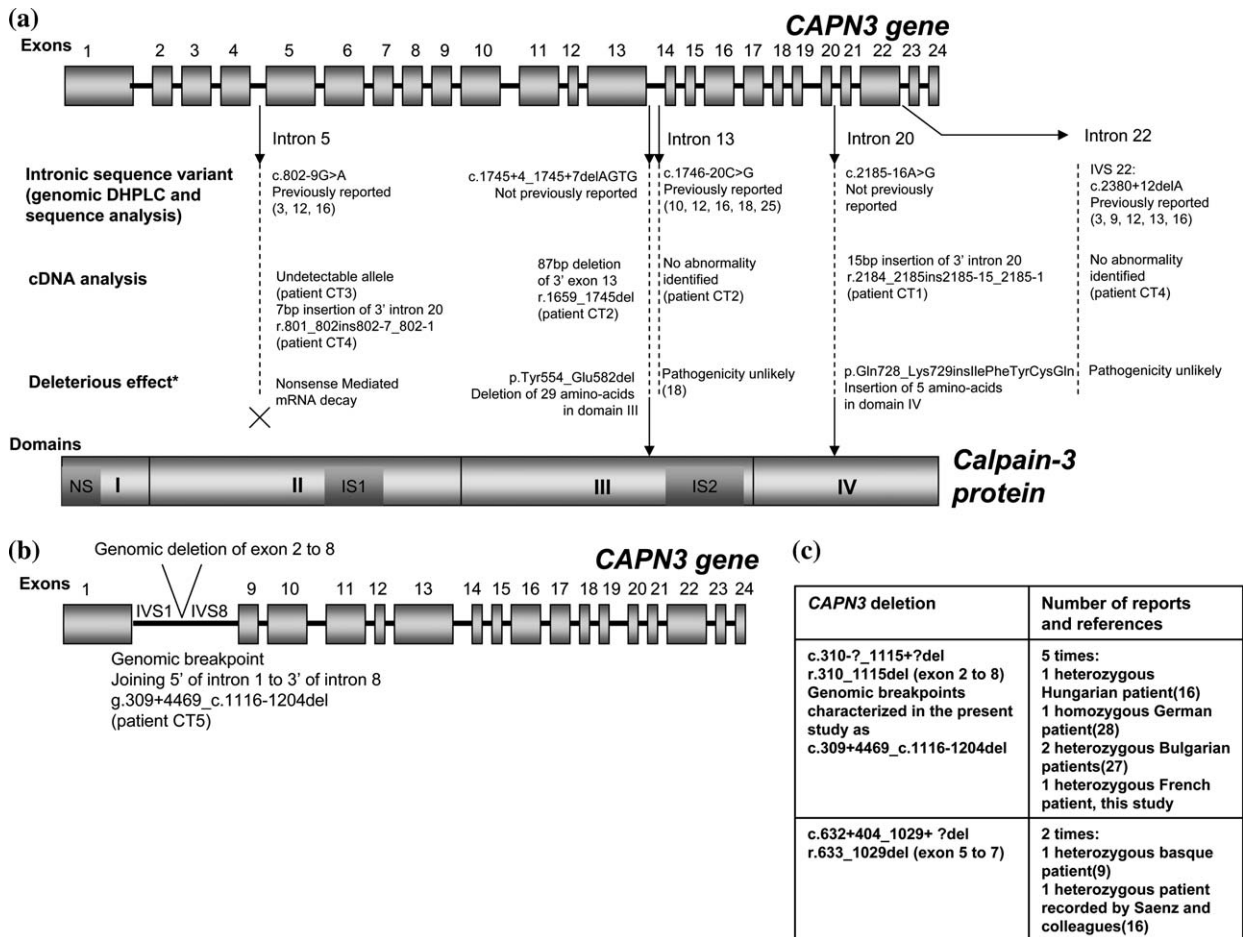 (a)
CAPN3 gene
Exons
1 2 3 4 5 6 7 8 9 10 11 12 13 14 15 16 17 18 19 20 21 22 23 24
Intron 5
Intron 13
Intron 20
Intron 22
Intronic sequence variant
(genomic DHPLC and
sequence analysis)
c.802-9G>A
Previously reported
(3, 12, 16)
c.1745+4_1745+7delAGTG
Not previously reported
c.1746-20C>G
Previously reported
(10, 12, 16, 18, 25)
c.2185-16A>G
Not previously
reported
IVS 22:
c.2380+12delA
Previously reported
(3, 9, 12, 13, 16)
cDNA analysis
Undetectable allele
(patient CT3)
7bp insertion of 3' intron 20
r.801_802ins802-7_802-1
(patient CT4)
87bp deletion
of 3' exon 13
r.1659_1745del
(patient CT2)
No abnormality
identified
(patient CT2)
15bp insertion of 3' intron 20
r.2184_2185ins2185-15_2185-1
(patient CT1)
No abnormality
identified
(patient CT4)
Deleterious effect*
Nonsense Mediated
mRNA decay
p.Tyr554_Glu582del
Deletion of 29 amino-acids
in domain III
Pathogenicity unlikely
(18)
p.Gln728_Lys729insIlePheTyrCysGln
Insertion of 5 amino-acids
in domain IV
Pathogenicity unlikely
Domains
NS I II IS1 III IS2 IV
Calpain-3
protein
(b)
Genomic deletion of exon 2 to 8
CAPN3 gene
Exons
1 9 10 11 12 13 14 15 16 17 18 19 20 21 22 23 24
IVS1 IVS8
Genomic breakpoint
Joining 5' of intron 1 to 3' of intron 8
g.309+4469_c.1116-1204del
(patient CT5)
(c)
CAPN3 deletion
Number of reports
and references
c.310-?_1115+?del
r.310_1115del (exon 2 to 8)
Genomic breakpoints
characterized in the present
study as
c.309+4469_c.1116-1204del
5 times:
1 heterozygous
Hungarian patient(16)
1 homozygous German
patient(28)
2 heterozygous Bulgarian
patients(27)
1 heterozygous French
patient, this study
c.632+404_1029+ ?del
r.633_1029del (exon 5 to 7)
2 times:
1 heterozygous basque
patient(9)
1 heterozygous patient
recorded by Saenz and
colleagues(16)